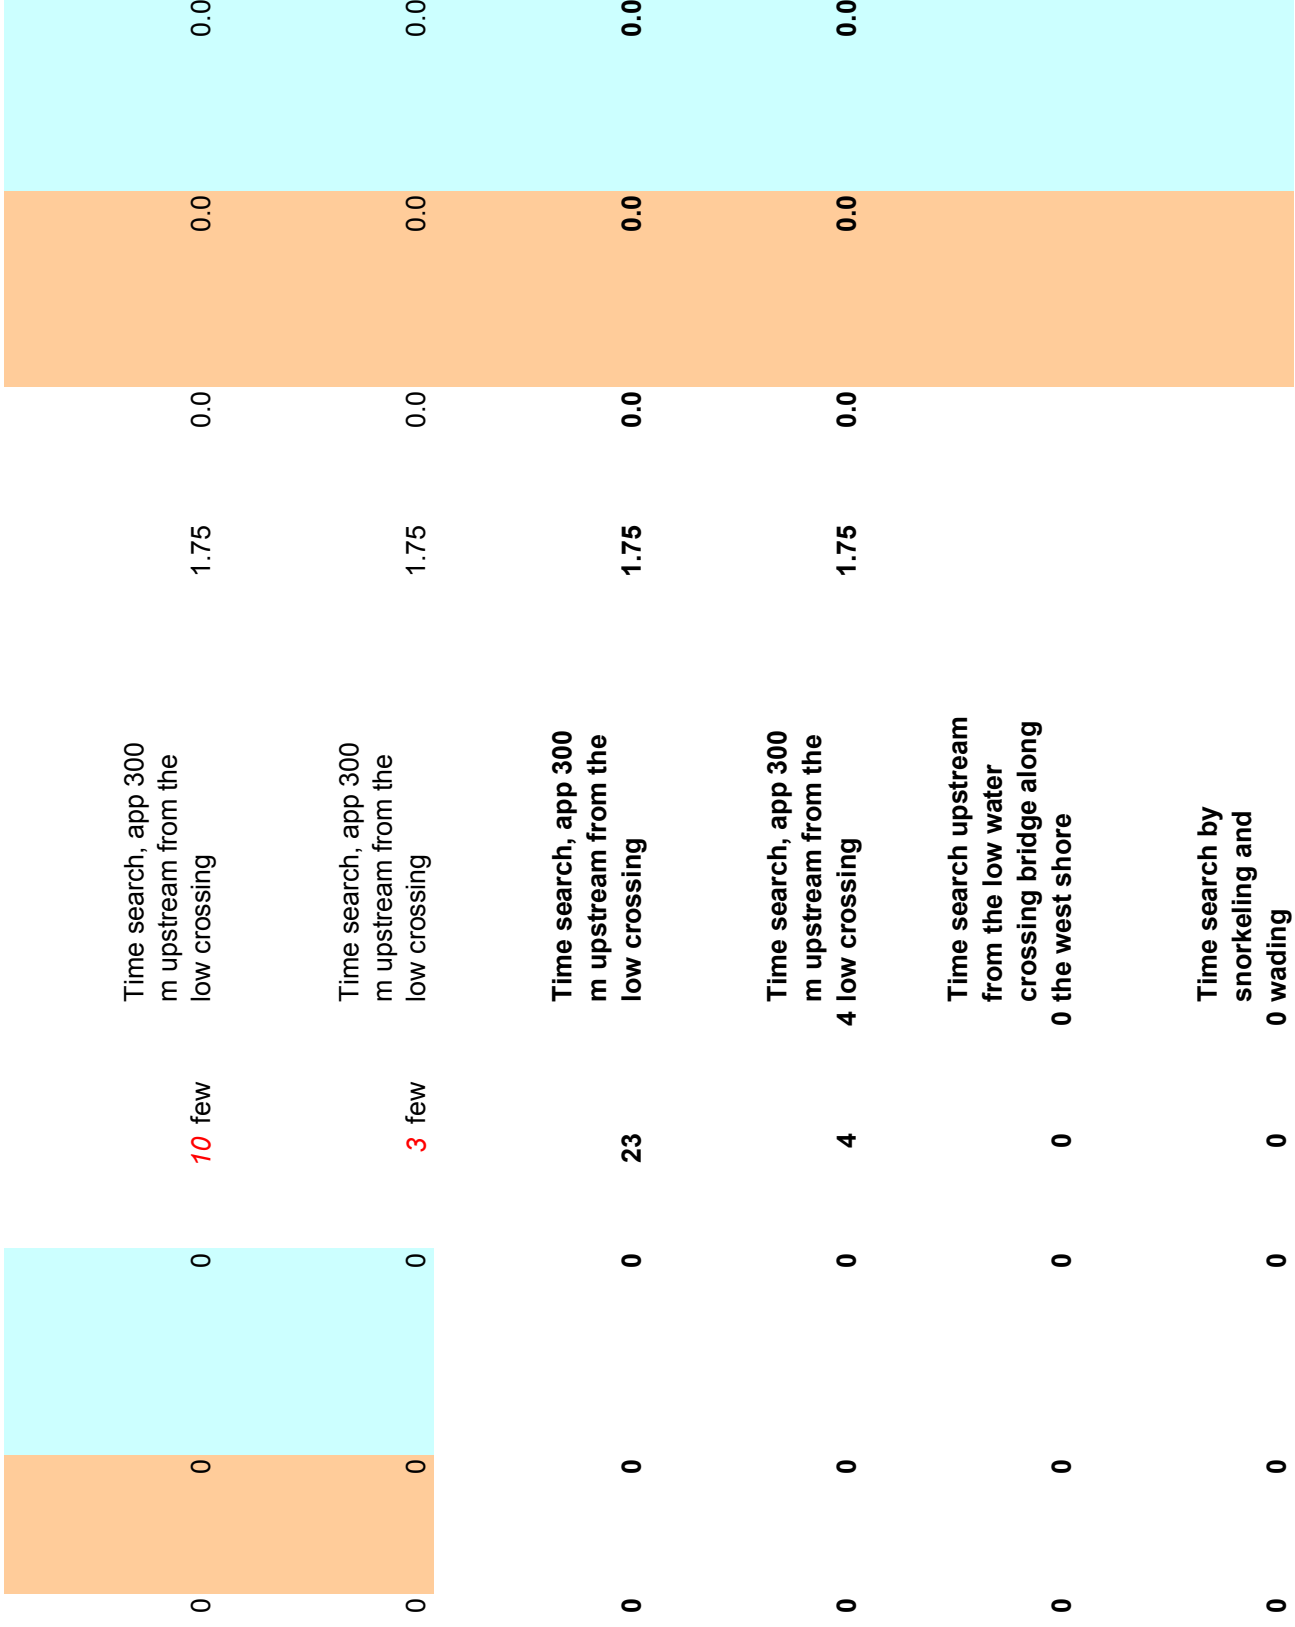 Time search, app 300
m upstream from the
0 0 0 10 few low crossing 1.75 0.0 0.0 0.0
Time search, app 300
m upstream from the
0 0 0 3 few low crossing 1.75 0.0 0.0 0.0
Time search, app 300
m upstream from the
0 0 0 23 low crossing 1.75 0.0 0.0 0.0
Time search, app 300
m upstream from the
0 0 0 4 4 low crossing 1.75 0.0 0.0 0.0
Time search upstream
from the low water
crossing bridge along
0 0 0 0 0 the west shore
Time search by
snorkeling and
0 0 0 0 0 wading